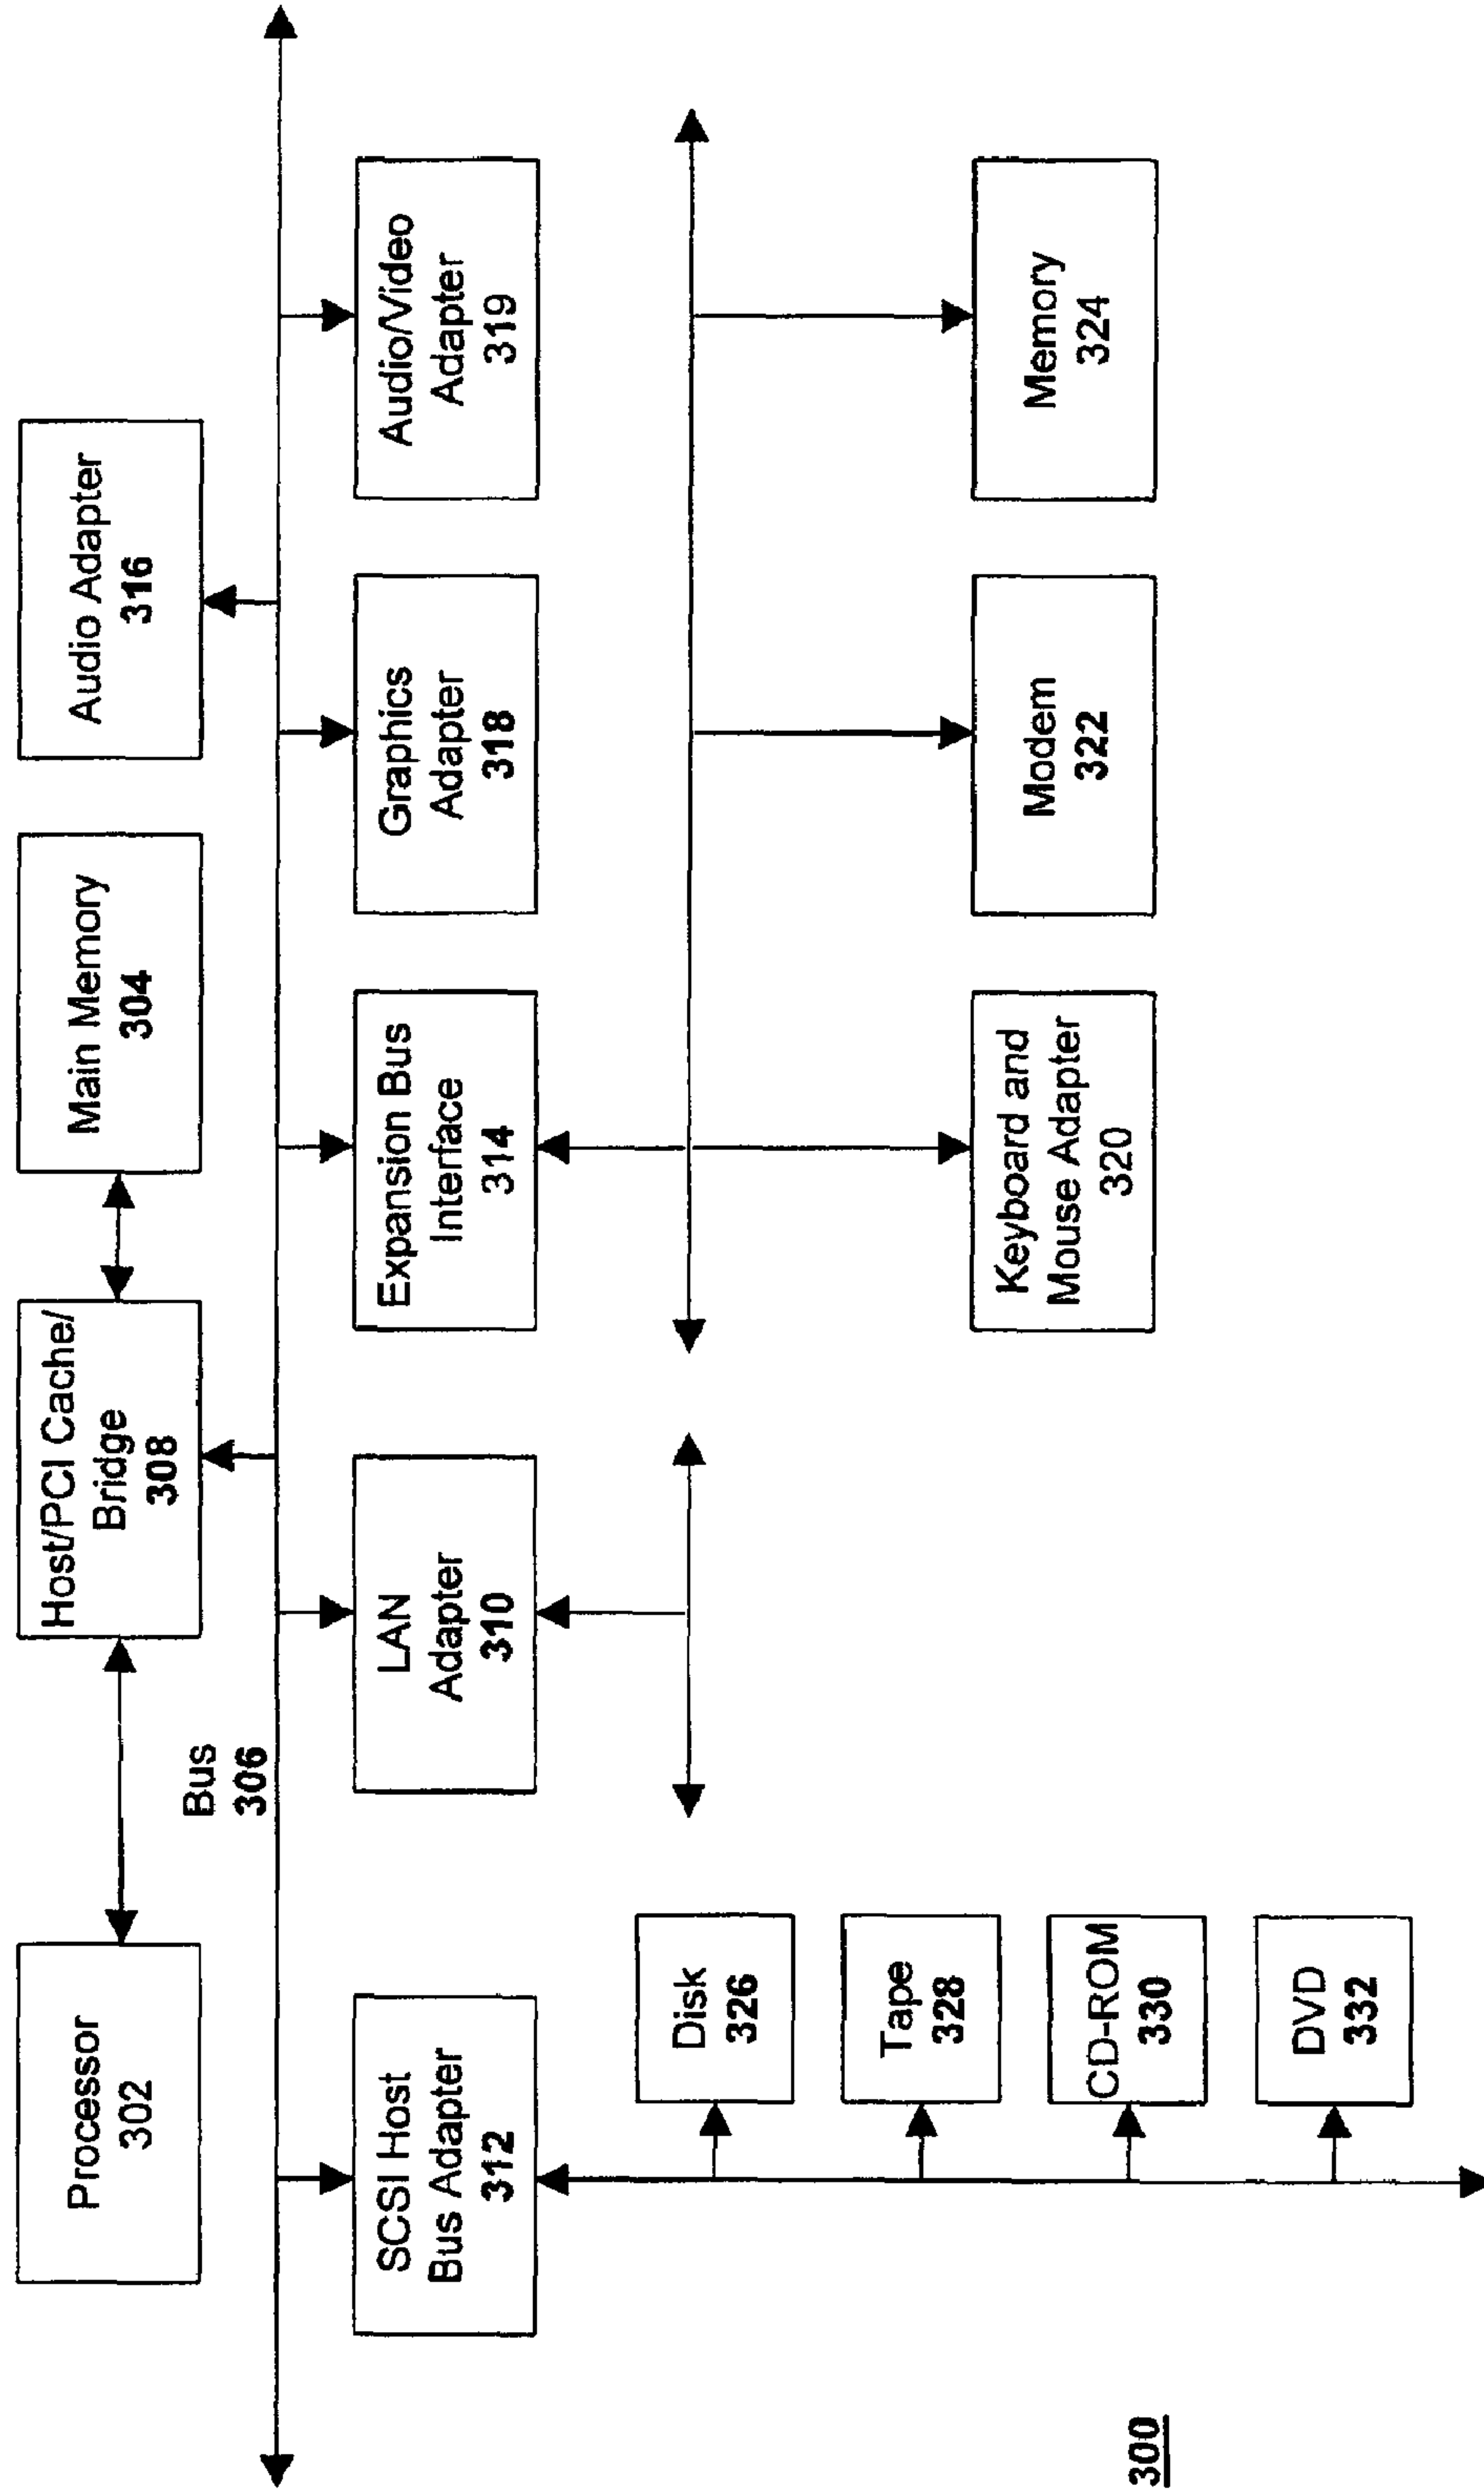 Processor
302
Host/PCI Cache/
Bridge
308
Main Memory
304
Audio Adapter
316
Bus
306
SCSI Host
Bus Adapter
312
LAN
Adapter
310
Expansion Bus
Interface
314
Graphics
Adapter
318
Audio/Video
Adapter
319
Disk
326
Tape
328
CD-ROM
330
DVD
332
Keyboard and
Mouse Adapter
320
Modem
322
Memory
324
300